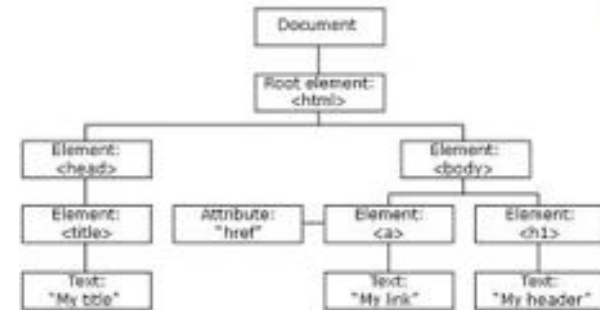 Document
Root element:
<html>
Element:
<head>
Element:
<body>
Element:
<title>
Attribute:
"href"
Element:
<a>
Element:
<h1>
Text:
"My title"
Text:
"My link"
Text:
"My header"